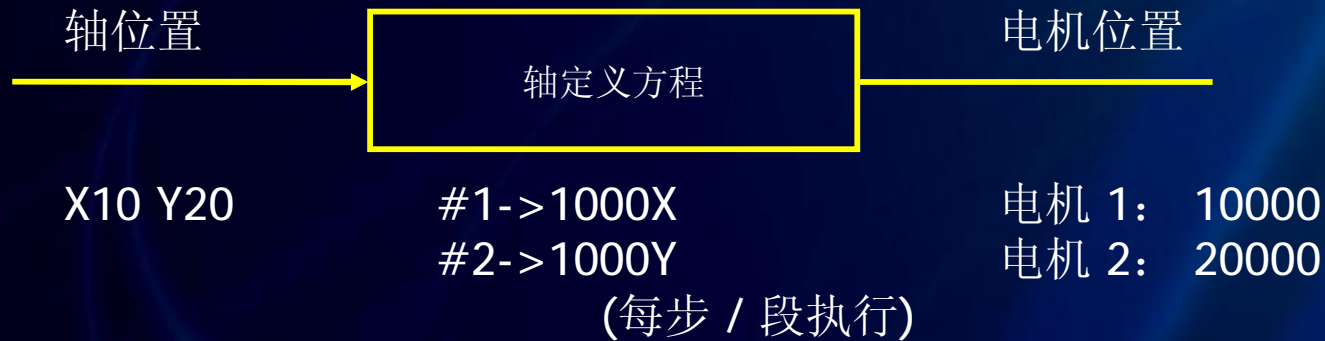 轴位置
轴定义方程
电机位置
X10 Y20
#1->1000X
电机 1： 10000
#2->1000Y
电机 2： 20000
(每步 / 段执行)